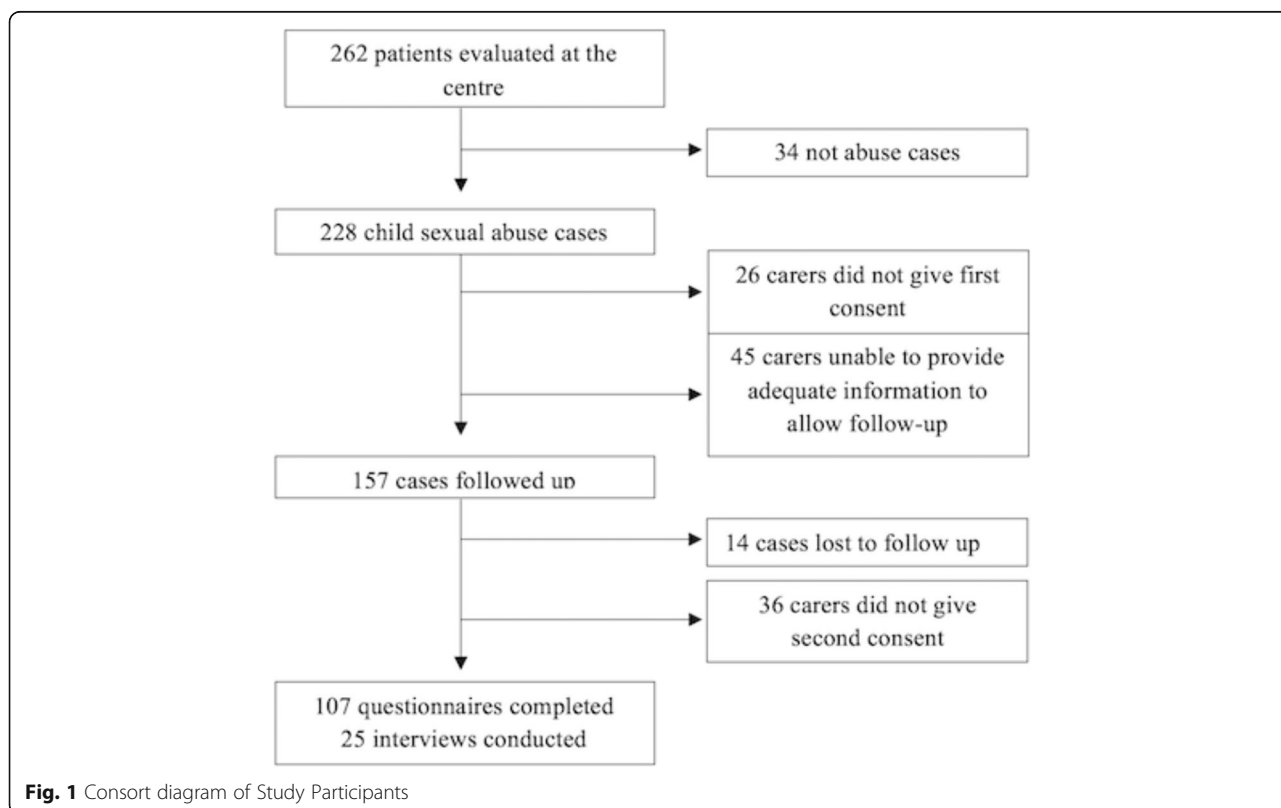 262 patients evaluated at the
centre
34 not abuse cases
228 child sexual abuse cases
26 carers did not give first
consent
45 carers unable to provide
adequate information to
allow follow-up
157 cases followed up
14 cases lost to follow up
36 carers did not give
second consent
107 questionnaires completed
25 interviews conducted
Fig. 1 Consort diagram of Study Participants